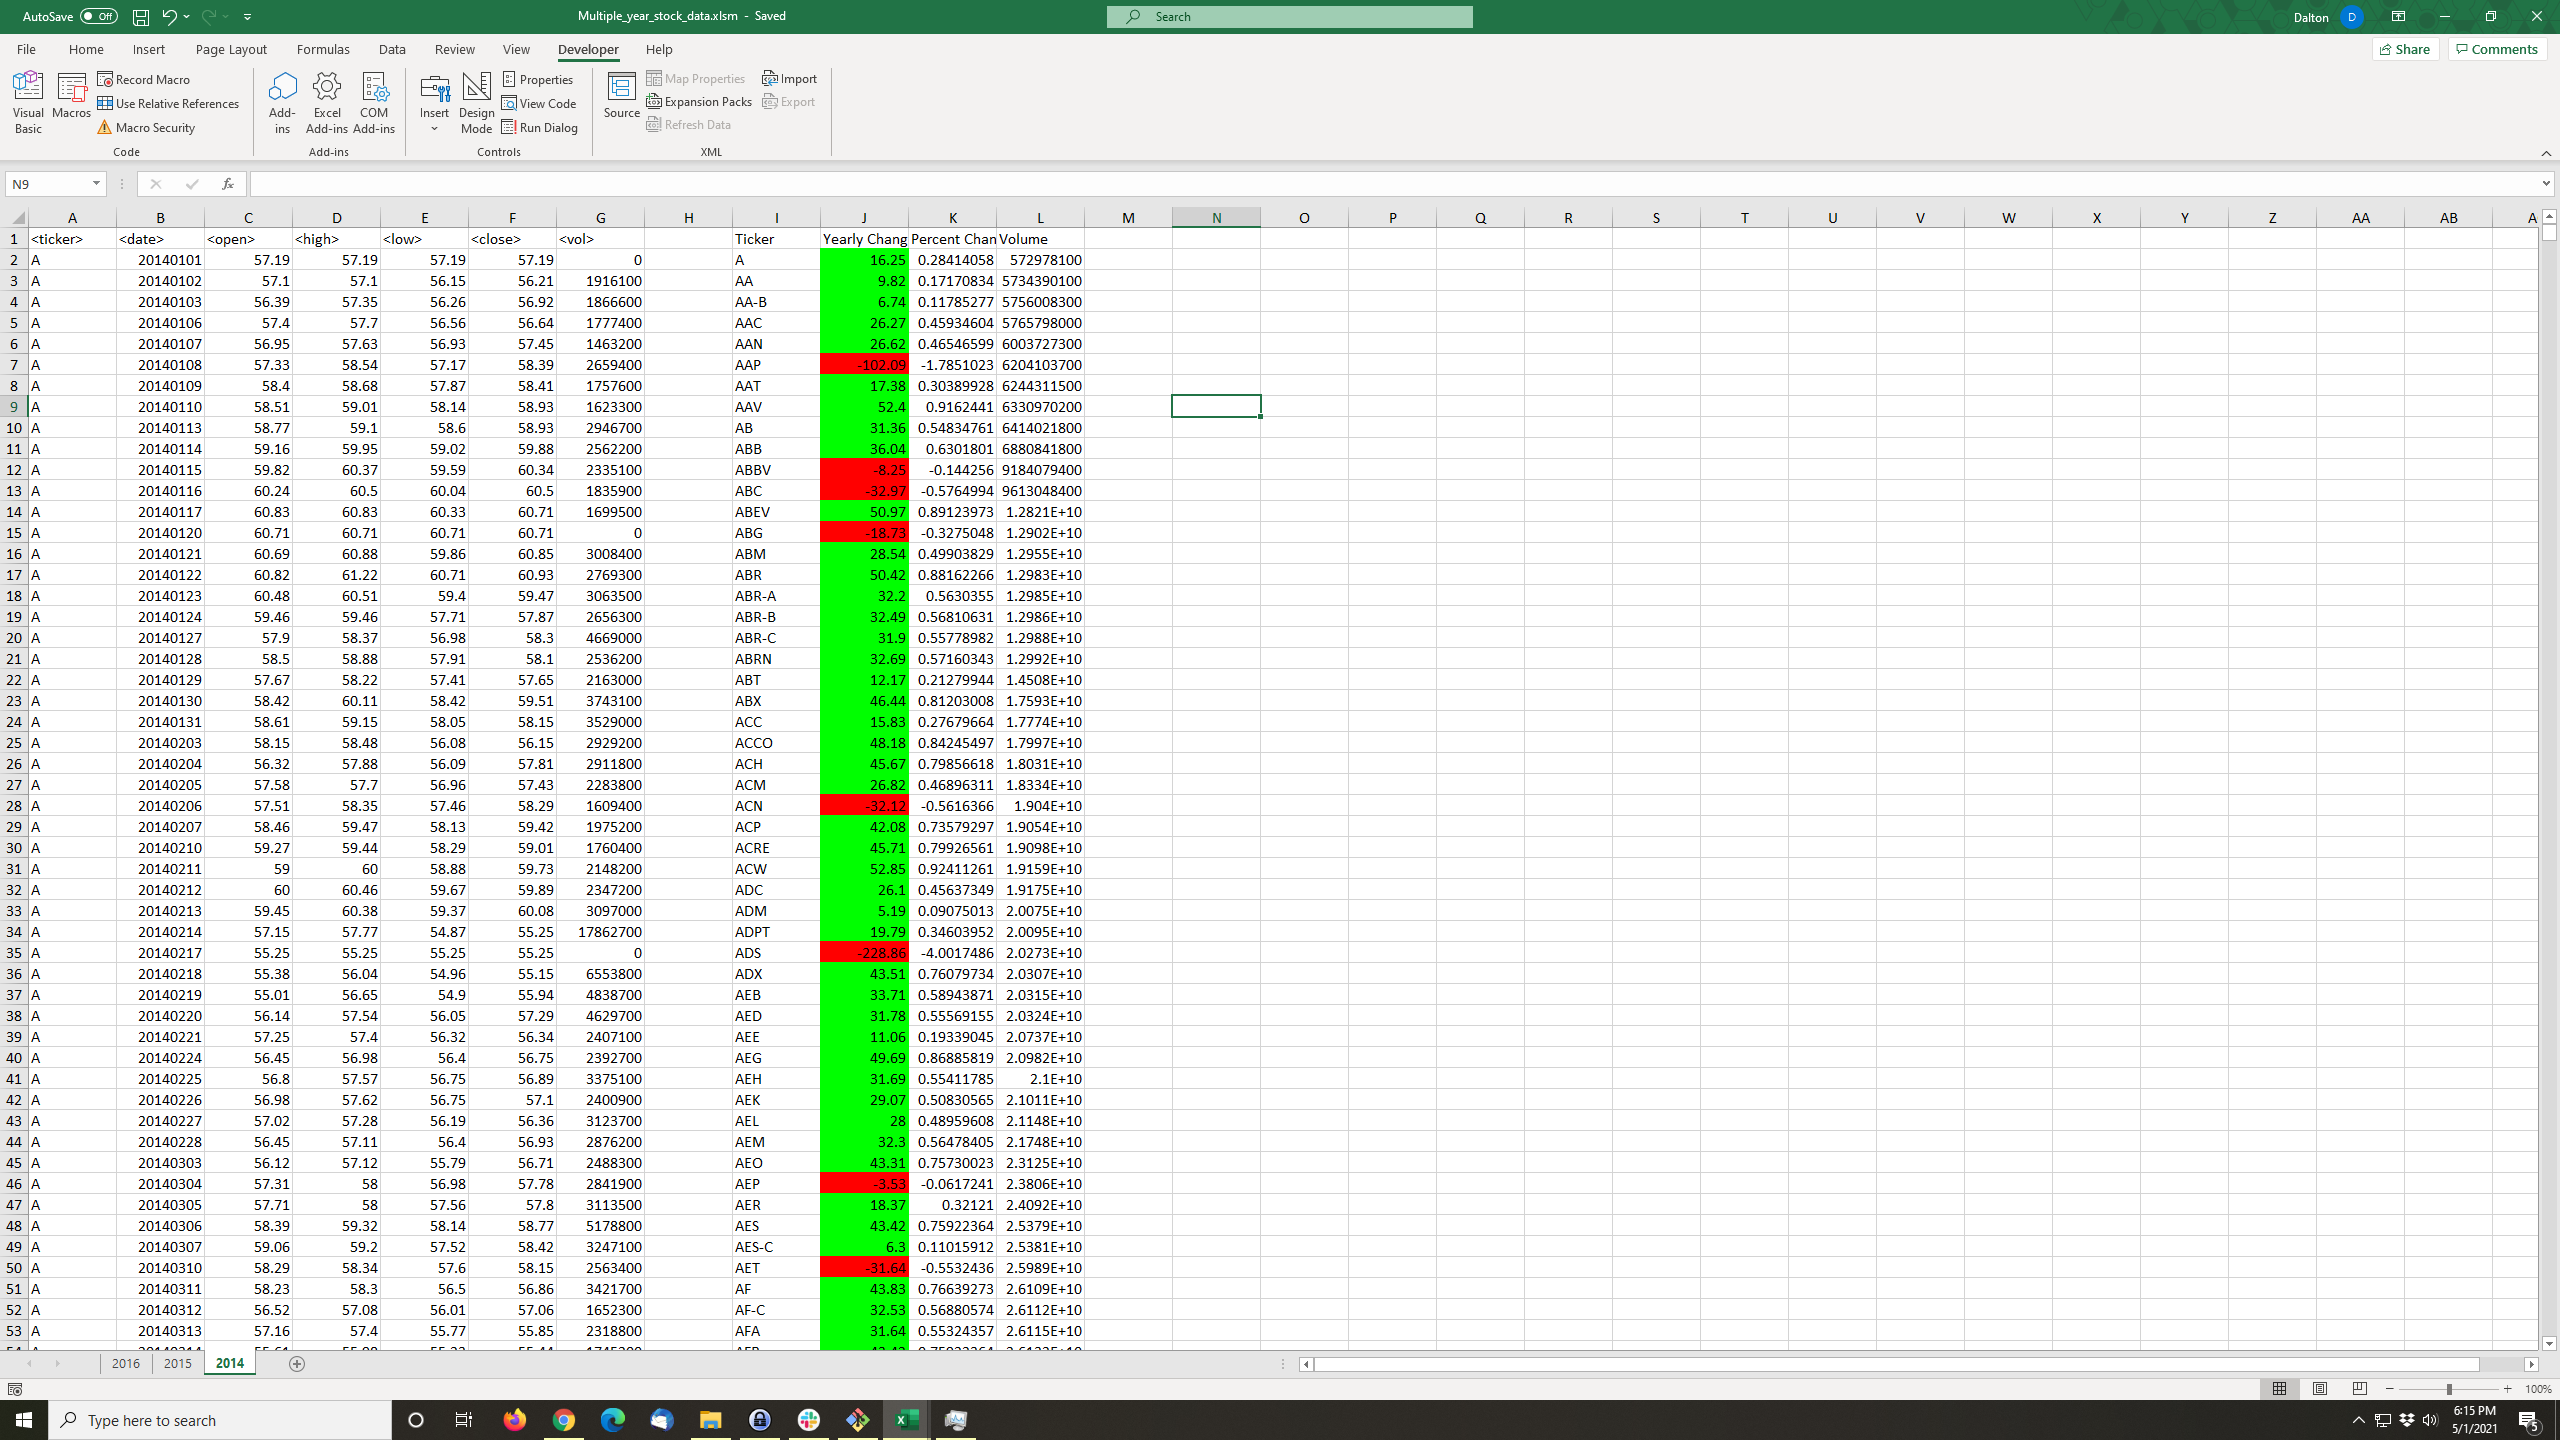 AutoSave Off Multiple_year_stock_data.xlsm - Saved Search Dalton D
File Home Insert Page Layout Formulas Data Review View Developer Help Share Comments
Visual Basic Macros Record Macro Use Relative References Macro Security
Add-ins Excel Add-ins COM Add-ins
Insert Design Mode Properties View Code Run Dialog
Source Map Properties Expansion Packs Refresh Data Import Export
Code Add-ins Controls XML
N9 fx
A B C D E F G H I J K L M N O P Q R S T U V W X Y Z AA AB A
1 <ticker> <date> <open> <high> <low> <close> <vol> Ticker Yearly Chang Percent Chan Volume
2 A 20140101 57.19 57.19 57.19 57.19 0 A 16.25 0.28414058 572978100
3 A 20140102 57.1 57.1 56.15 56.21 1916100 AA 9.82 0.17170834 5734390100
4 A 20140103 56.39 57.35 56.26 56.92 1866600 AA-B 6.74 0.11785277 5756008300
5 A 20140106 57.4 57.7 56.56 56.64 1777400 AAC 26.27 0.45934604 5765798000
6 A 20140107 56.95 57.63 56.93 57.45 1463200 AAN 26.62 0.46546599 6003727300
7 A 20140108 57.33 58.54 57.17 58.39 2659400 AAP -102.09 -1.7851023 6204103700
8 A 20140109 58.4 58.68 57.87 58.41 1757600 AAT 17.38 0.30389928 6244311500
9 A 20140110 58.51 59.01 58.14 58.93 1623300 AAV 52.4 0.9162441 6330970200
10 A 20140113 58.77 59.1 58.6 58.93 2946700 AB 31.36 0.54834761 6414021800
11 A 20140114 59.16 59.95 59.02 59.88 2562200 ABB 36.04 0.6301801 6880841800
12 A 20140115 59.82 60.37 59.59 60.34 2335100 ABBV -8.25 -0.144256 9184079400
13 A 20140116 60.24 60.5 60.04 60.5 1835900 ABC -32.97 -0.5764994 9613048400
14 A 20140117 60.83 60.83 60.33 60.71 1699500 ABEV 50.97 0.89123973 1.2821E+10
15 A 20140120 60.71 60.71 60.71 60.71 0 ABG -18.73 -0.3275048 1.2902E+10
16 A 20140121 60.69 60.88 59.86 60.85 3008400 ABM 28.54 0.49903829 1.2955E+10
17 A 20140122 60.82 61.22 60.71 60.93 2769300 ABR 50.42 0.88162266 1.2983E+10
18 A 20140123 60.48 60.51 59.4 59.47 3063500 ABR-A 32.2 0.5630355 1.2985E+10
19 A 20140124 59.46 59.46 57.71 57.87 2656300 ABR-B 32.49 0.56810631 1.2986E+10
20 A 20140127 57.9 58.37 56.98 58.3 4669000 ABR-C 31.9 0.55778982 1.2988E+10
21 A 20140128 58.5 58.88 57.91 58.1 2536200 ABRN 32.69 0.57160343 1.2992E+10
22 A 20140129 57.67 58.22 57.41 57.65 2163000 ABT 12.17 0.21279944 1.4508E+10
23 A 20140130 58.42 60.11 58.42 59.51 3743100 ABX 46.44 0.81203008 1.7593E+10
24 A 20140131 58.61 59.15 58.05 58.15 3529000 ACC 15.83 0.27679664 1.7774E+10
25 A 20140203 58.15 58.48 56.08 56.15 2929200 ACCO 48.18 0.84245497 1.7997E+10
26 A 20140204 56.32 57.88 56.09 57.81 2911800 ACH 45.67 0.79856618 1.8031E+10
27 A 20140205 57.58 57.7 56.96 57.43 2283800 ACM 26.82 0.46896311 1.8334E+10
28 A 20140206 57.51 58.35 57.46 58.29 1609400 ACN -32.12 -0.5616366 1.904E+10
29 A 20140207 58.46 59.47 58.13 59.42 1975200 ACP 42.08 0.73579297 1.9054E+10
30 A 20140210 59.27 59.44 58.29 59.01 1760400 ACRE 45.71 0.79926561 1.9098E+10
31 A 20140211 59 60 58.88 59.73 2148200 ACW 52.85 0.92411261 1.9159E+10
32 A 20140212 60 60.46 59.67 59.89 2347200 ADC 26.1 0.45637349 1.9175E+10
33 A 20140213 59.45 60.38 59.37 60.08 3097000 ADM 5.19 0.09075013 2.0075E+10
34 A 20140214 57.15 57.77 54.87 55.25 17862700 ADPT 19.79 0.34603952 2.0095E+10
35 A 20140217 55.25 55.25 55.25 55.25 0 ADS -228.86 -4.0017486 2.0273E+10
36 A 20140218 55.38 56.04 54.96 55.15 6553800 ADX 43.51 0.76079734 2.0307E+10
37 A 20140219 55.01 56.65 54.9 55.94 4838700 AEB 33.71 0.58943871 2.0315E+10
38 A 20140220 56.14 57.54 56.05 57.29 4629700 AED 31.78 0.55569155 2.0324E+10
39 A 20140221 57.25 57.4 56.32 56.34 2407100 AEE 11.06 0.19339045 2.0737E+10
40 A 20140224 56.45 56.98 56.4 56.75 2392700 AEG 49.69 0.86885819 2.0982E+10
41 A 20140225 56.8 57.57 56.75 56.89 3375100 AEH 31.69 0.55411785 2.1E+10
42 A 20140226 56.98 57.62 56.75 57.1 2400900 AEK 29.07 0.50830565 2.1011E+10
43 A 20140227 57.02 57.28 56.19 56.36 3123700 AEL 28 0.48959608 2.1148E+10
44 A 20140228 56.45 57.11 56.4 56.93 2876200 AEM 32.3 0.56478405 2.1748E+10
45 A 20140303 56.12 57.12 55.79 56.71 2488300 AEO 43.31 0.75730023 2.3125E+10
46 A 20140304 57.31 58 56.98 57.78 2841900 AEP -3.53 -0.0617241 2.3806E+10
47 A 20140305 57.71 58 57.56 57.8 3113500 AER 18.37 0.32121 2.4092E+10
48 A 20140306 58.39 59.32 58.14 58.77 5178800 AES 43.42 0.75922364 2.5379E+10
49 A 20140307 59.06 59.2 57.52 58.42 3247100 AES-C 6.3 0.11015912 2.5381E+10
50 A 20140310 58.29 58.34 57.6 58.15 2563400 AET -31.64 -0.5532436 2.5989E+10
51 A 20140311 58.23 58.3 56.5 56.86 3421700 AF 43.83 0.76639273 2.6109E+10
52 A 20140312 56.52 57.08 56.01 57.06 1652300 AF-C 32.53 0.56880574 2.6112E+10
53 A 20140313 57.16 57.4 55.77 55.85 2318800 AFA 31.64 0.55324357 2.6115E+10
2016 2015 2014
100%
Type here to search 6:15 PM
5/1/2021 5